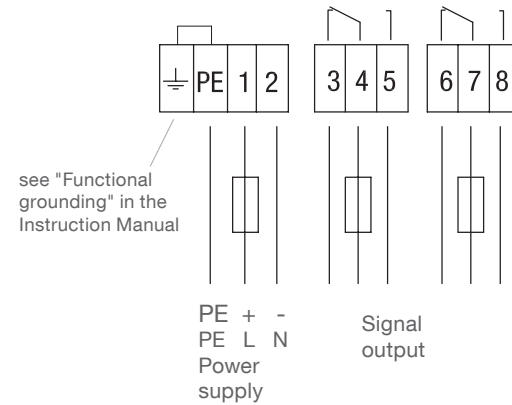 PE 1 2 3 4 5 6 7 8
see "Functional
grounding" in the
Instruction Manual
PE + -
PE L N
Power
supply
Signal
output